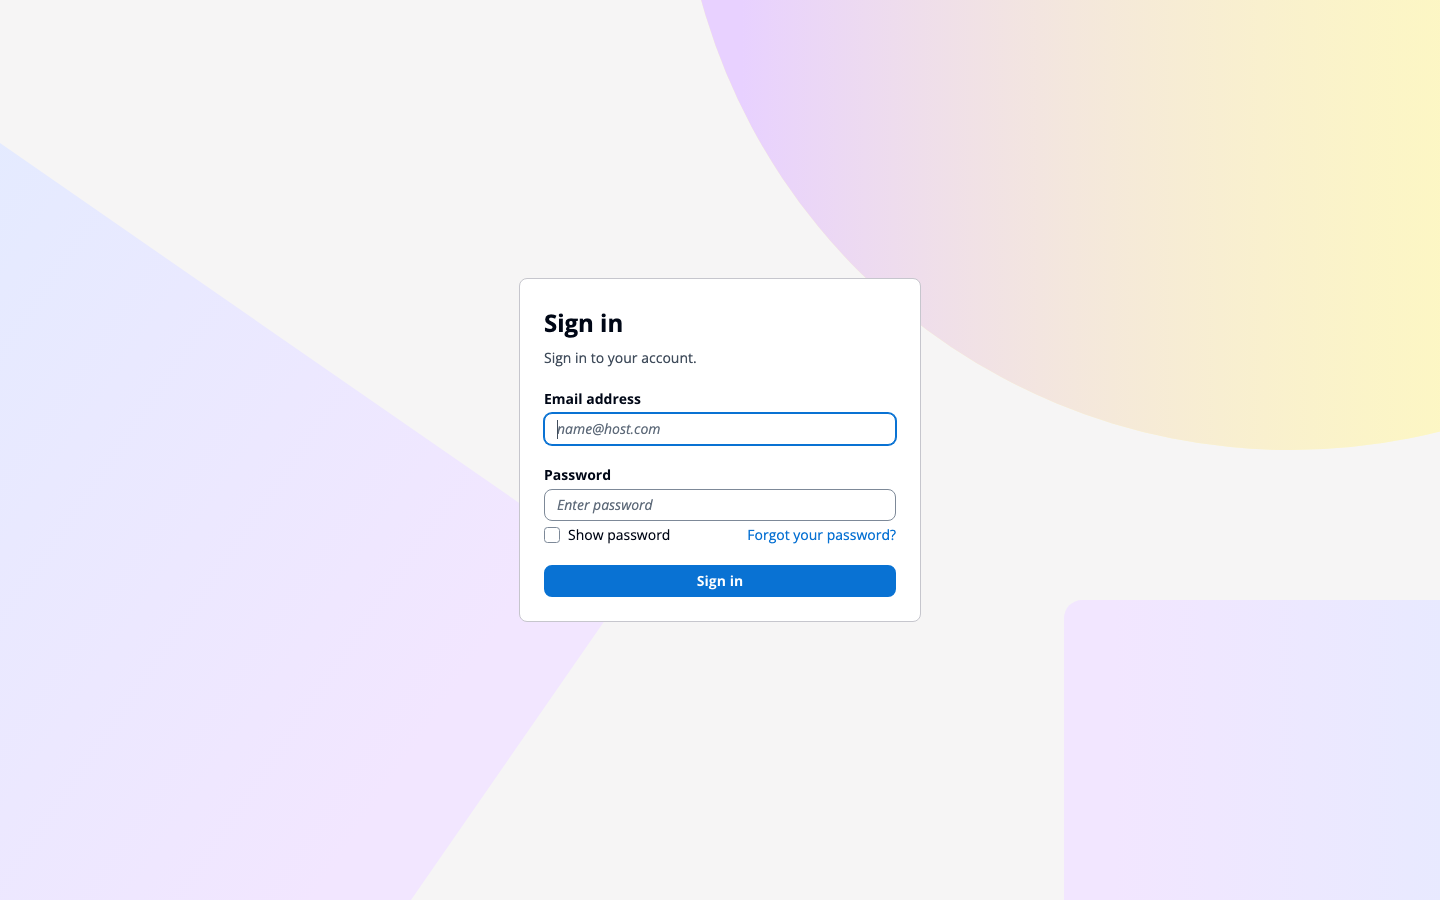 Sign in
Sign in to your account.
Email address
name@host.com
Password
Enter password
Show password Forgot your password?
Sign in